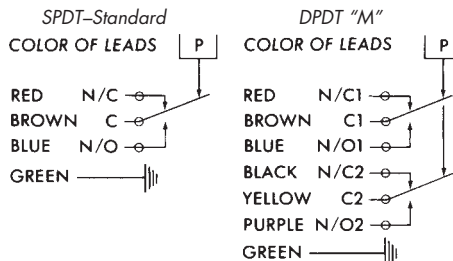 SPDT–Standard
COLOR OF LEADS P
RED N/C
BROWN C
BLUE N/O
GREEN
DPDT “M”
COLOR OF LEADS P
RED N/C1
BROWN C1
BLUE N/O1
BLACK N/C2
YELLOW C2
PURPLE N/O2
GREEN